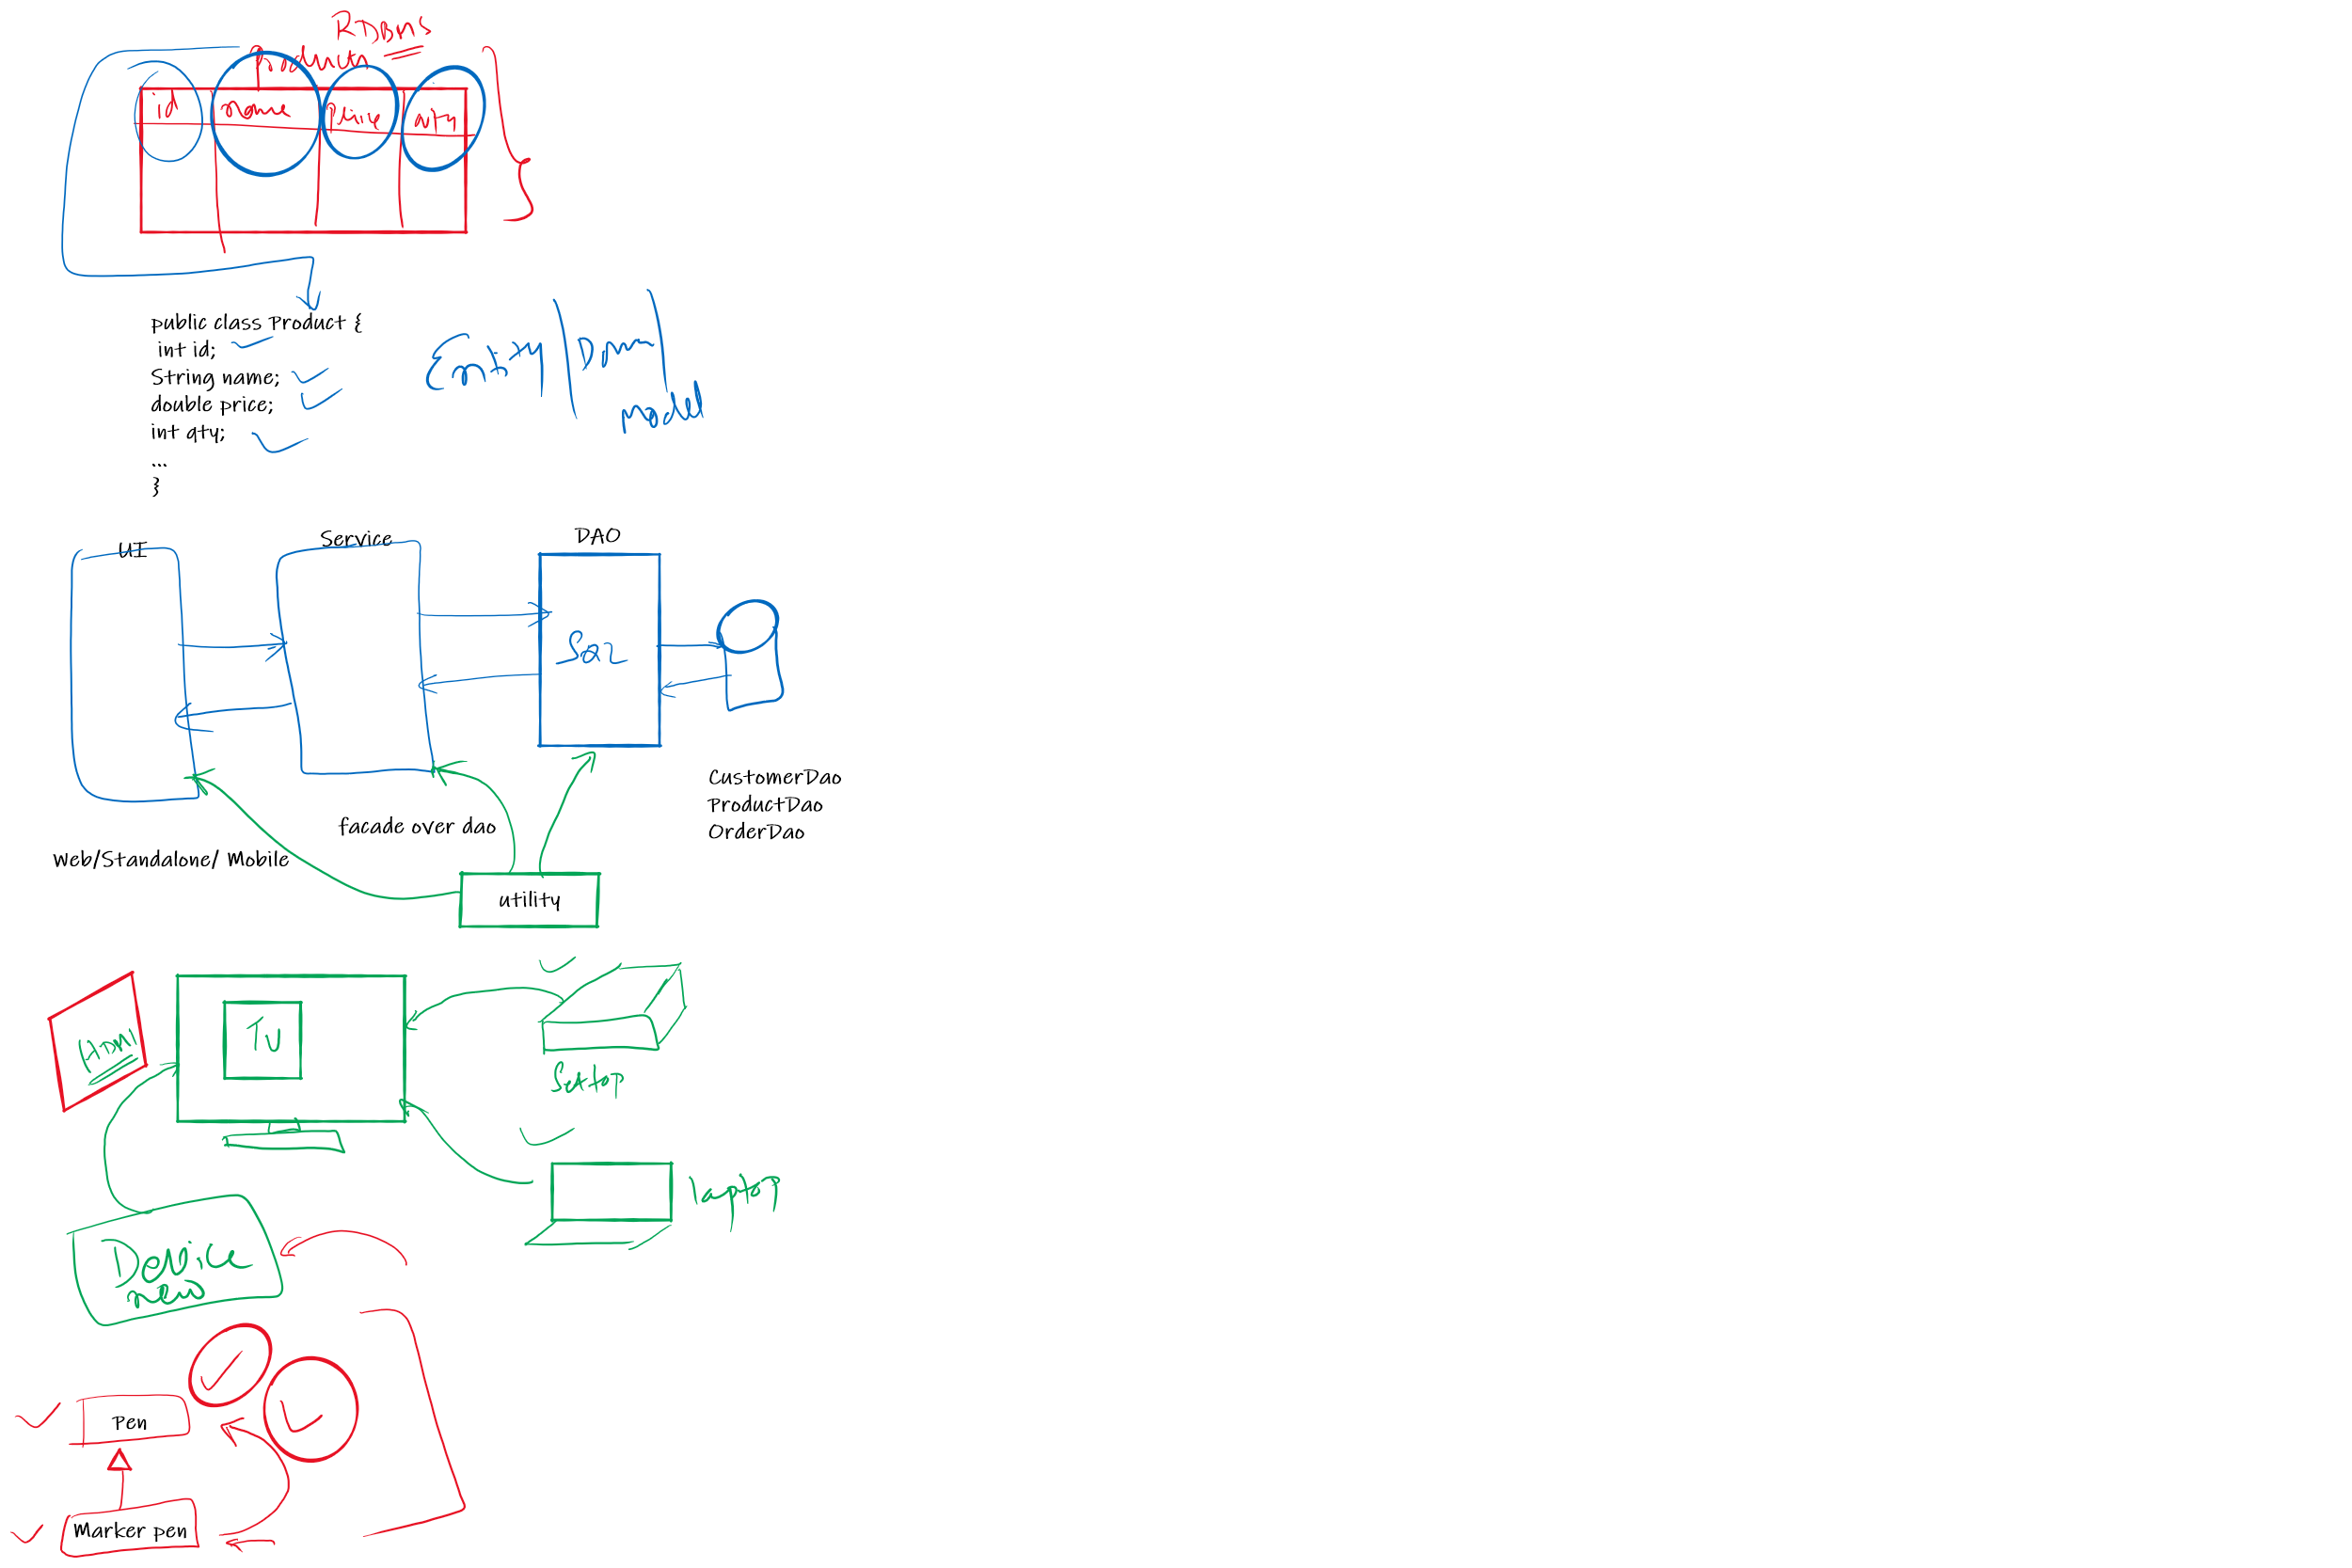 RDBMS
products
id name price qty
public class Product {
int id;
String name;
double price;
int qty;
...
}
Entity/Dom/
model
UI
Service
DAO
SQL
CustomerDao
ProductDao
OrderDao
facade over dao
Web/Standalone/ Mobile
utility
HDMI
TV
Settop
laptop
Device
new
Pen
Marker pen